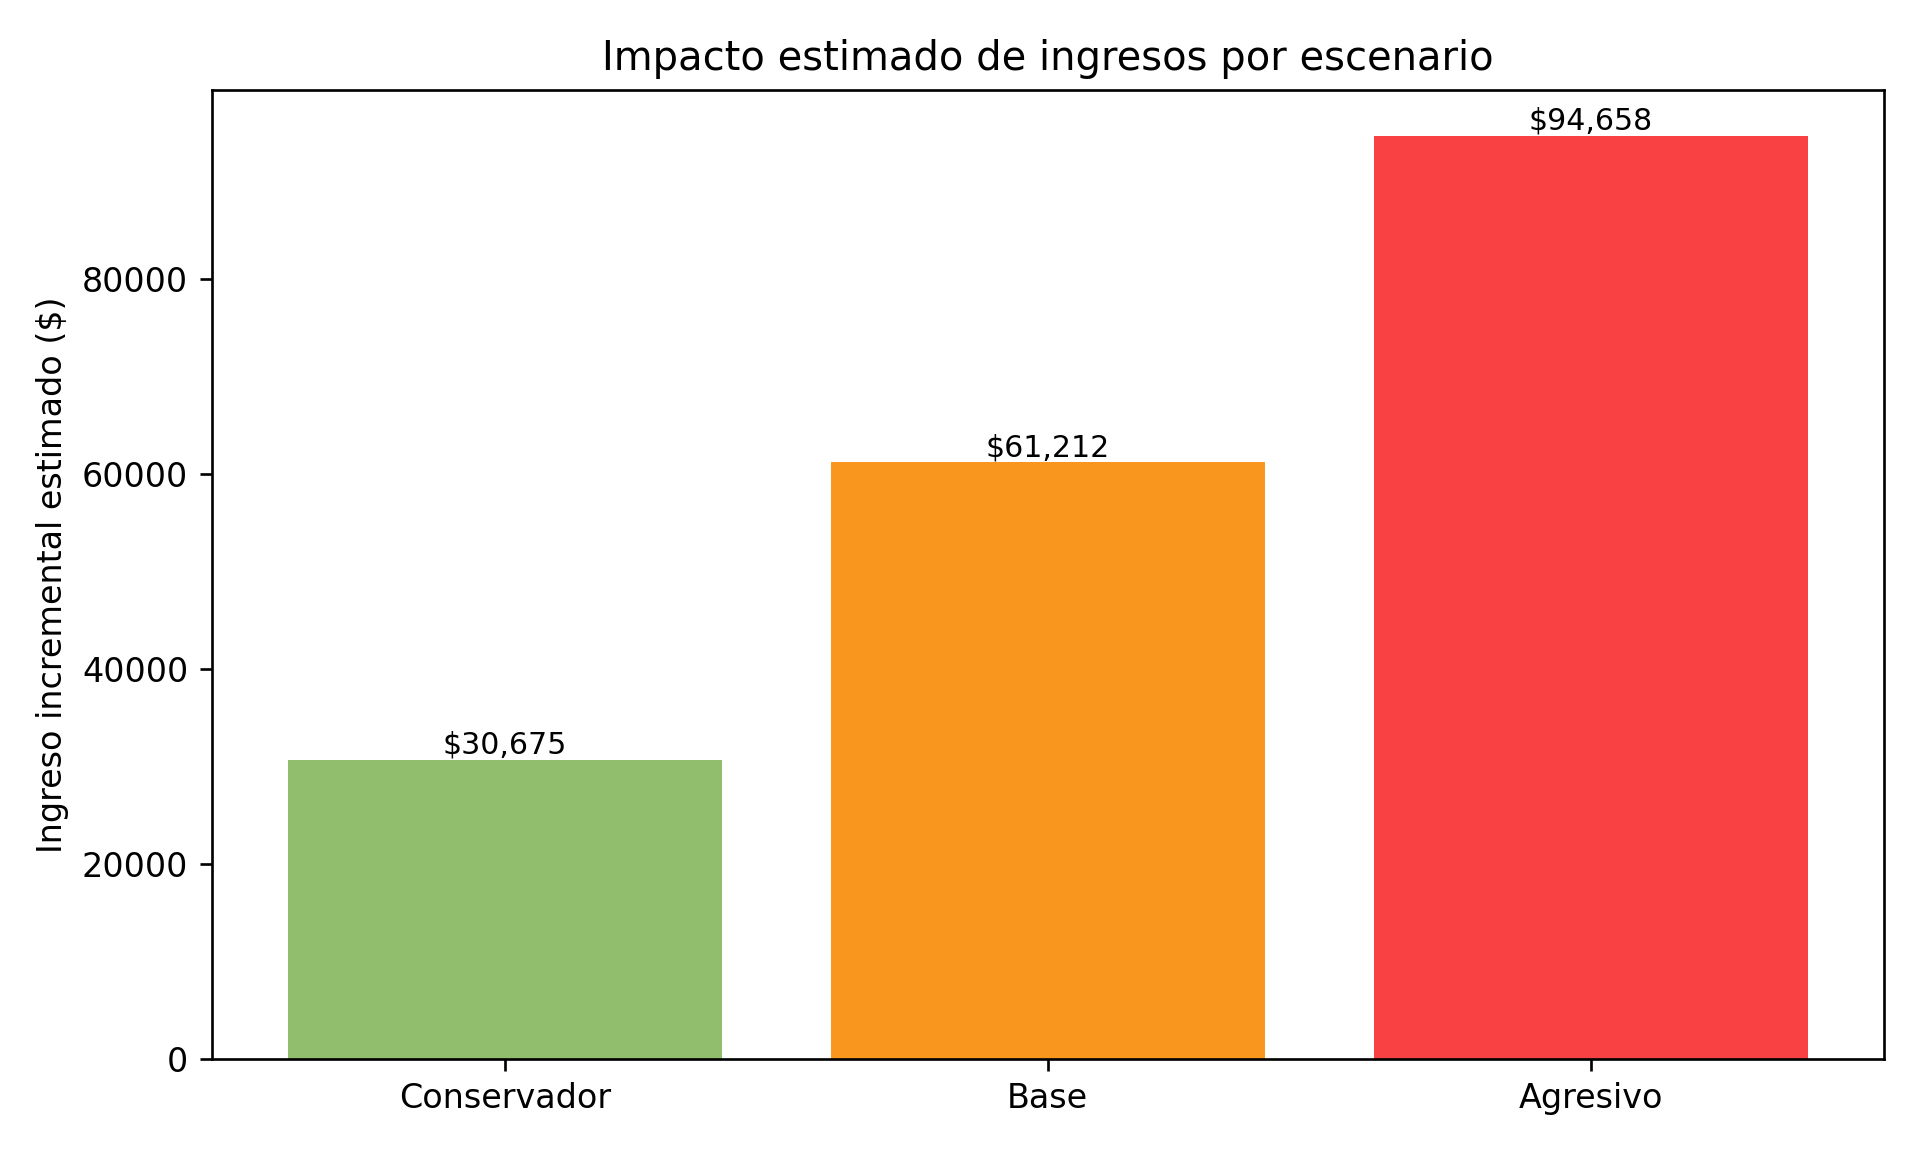 Impacto estimado de ingresos por escenario
Ingreso incremental estimado ($)
80000
60000
40000
20000
0
$30,675
$61,212
$94,658
Conservador
Base
Agresivo